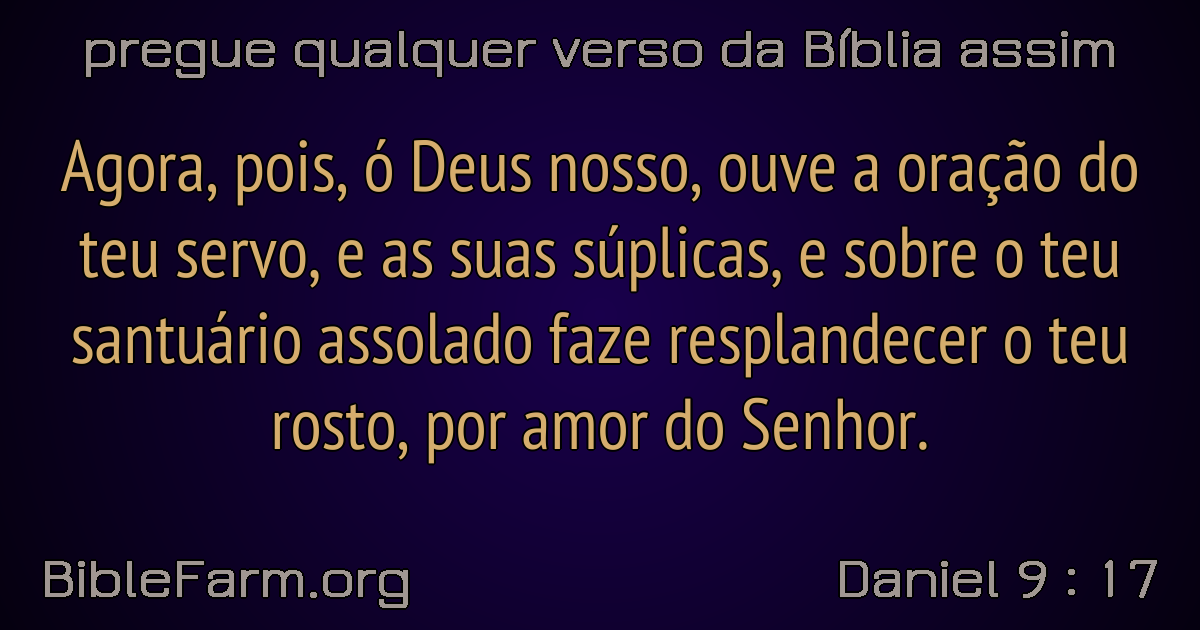 pregue qualquer verso da Bíblia assim
Agora, pois, ó Deus nosso, ouve a oração do
teu servo, e as suas súplicas, e sobre o teu
santuário assolado faze resplandecer o teu
rosto, por amor do Senhor.
BibleFarm.org
Daniel 9 : 17